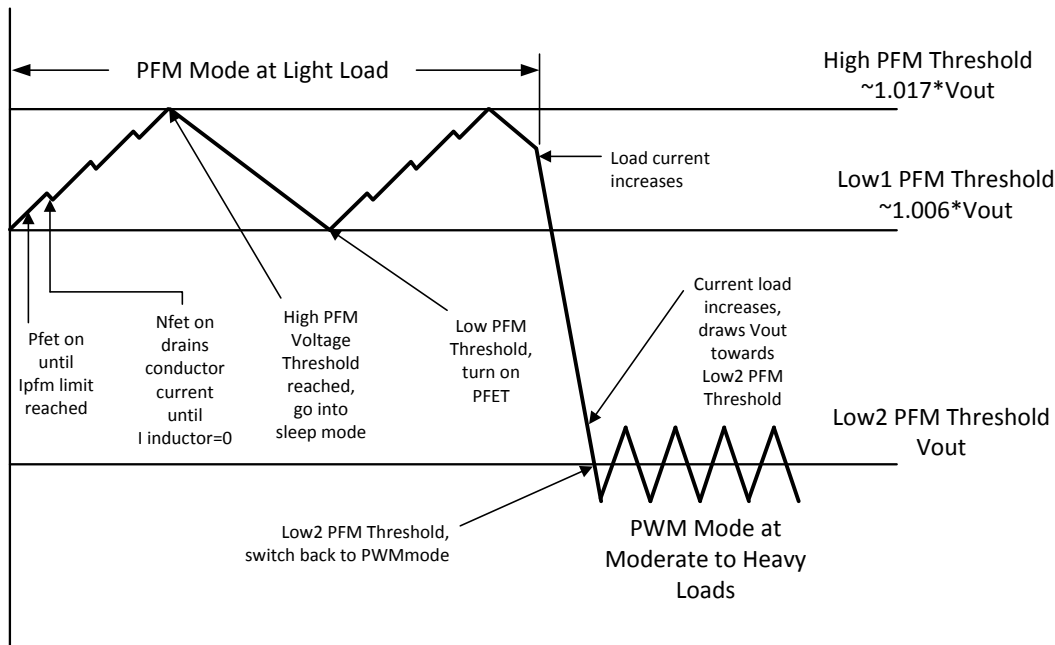 PFM Mode at Light Load
High PFM Threshold
~1.017*Vout
Load current
increases
Low1 PFM Threshold
~1.006*Vout
Pfet on
until
Ipfm limit
reached
Nfet on
drains
conductor
current
until
I inductor=0
High PFM
Voltage
Threshold
reached,
go into
sleep mode
Low PFM
Threshold,
turn on
PFET
Current load
increases,
draws Vout
towards
Low2 PFM
Threshold
Low2 PFM Threshold
Vout
Low2 PFM Threshold,
switch back to PWMmode
PWM Mode at
Moderate to Heavy
Loads